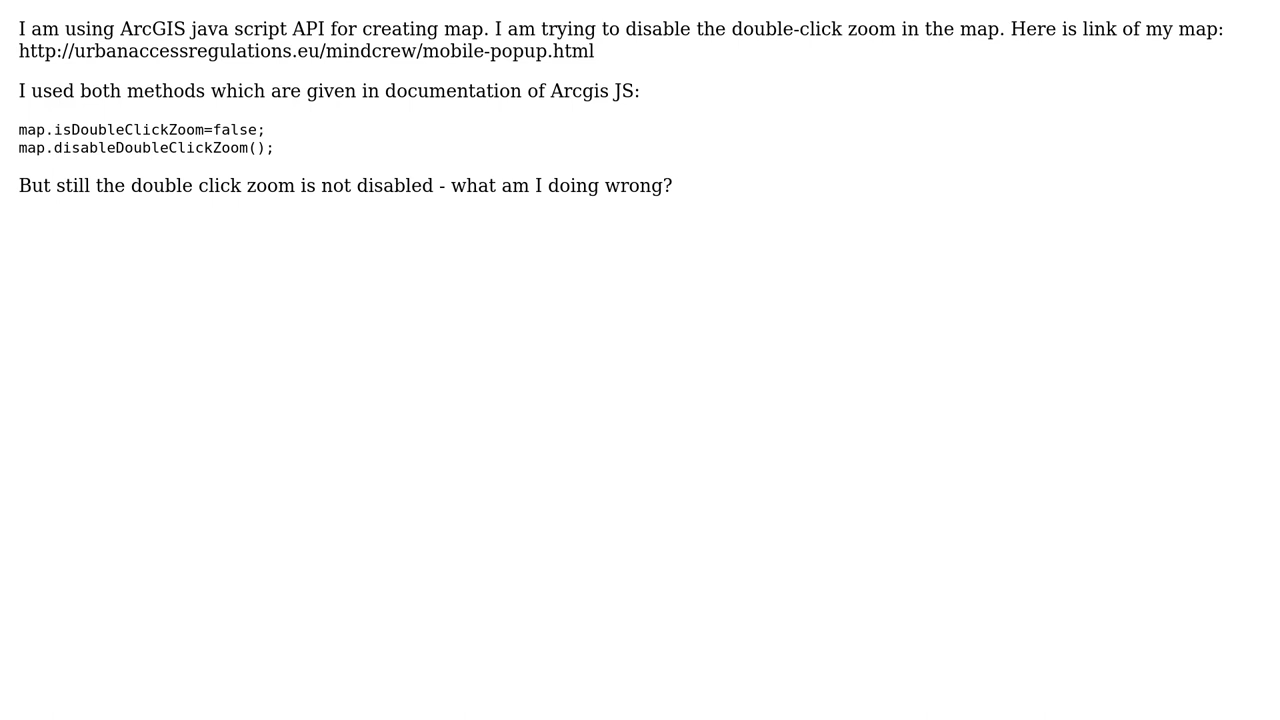 I am using ArcGIS java script API for creating map. I am trying to disable the double-click zoom in the map. Here is link of my map:
http://urbanaccessregulations.eu/mindcrew/mobile-popup.html
I used both methods which are given in documentation of Arcgis JS:
map.isDoubleClickZoom=false;
map.disableDoubleClickZoom();
But still the double click zoom is not disabled - what am I doing wrong?